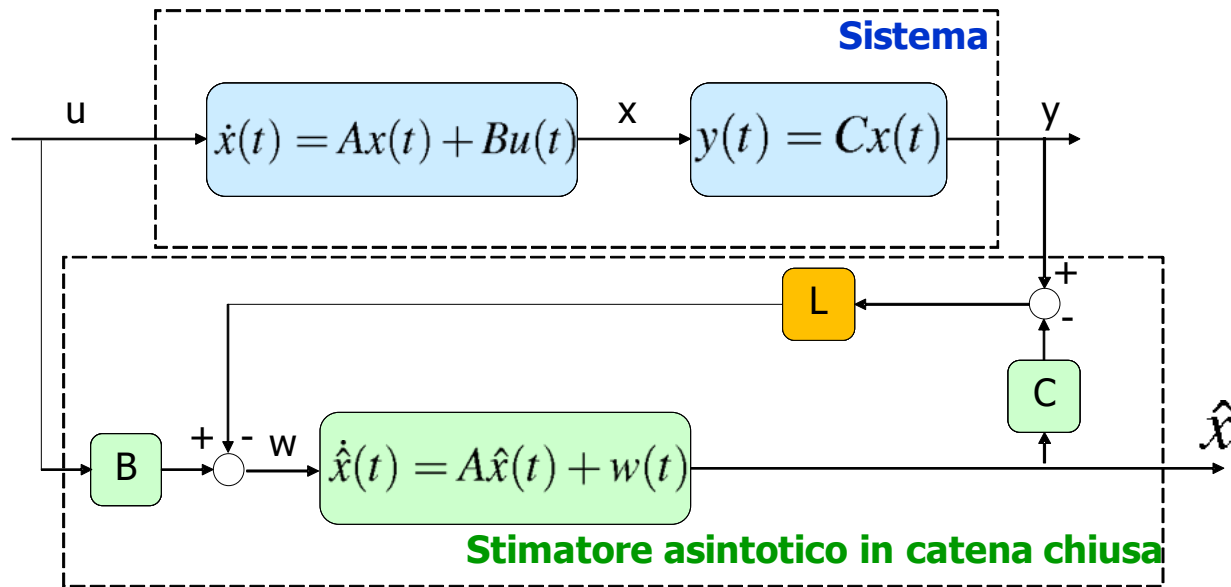 Sistema
u
ẋ(t) = Ax(t) + Bu(t)
x
y(t) = Cx(t)
y
+
-
L
C
x̂
B
+ -
w
x̂̇(t) = Ax̂(t) + w(t)
Stimatore asintotico in catena chiusa